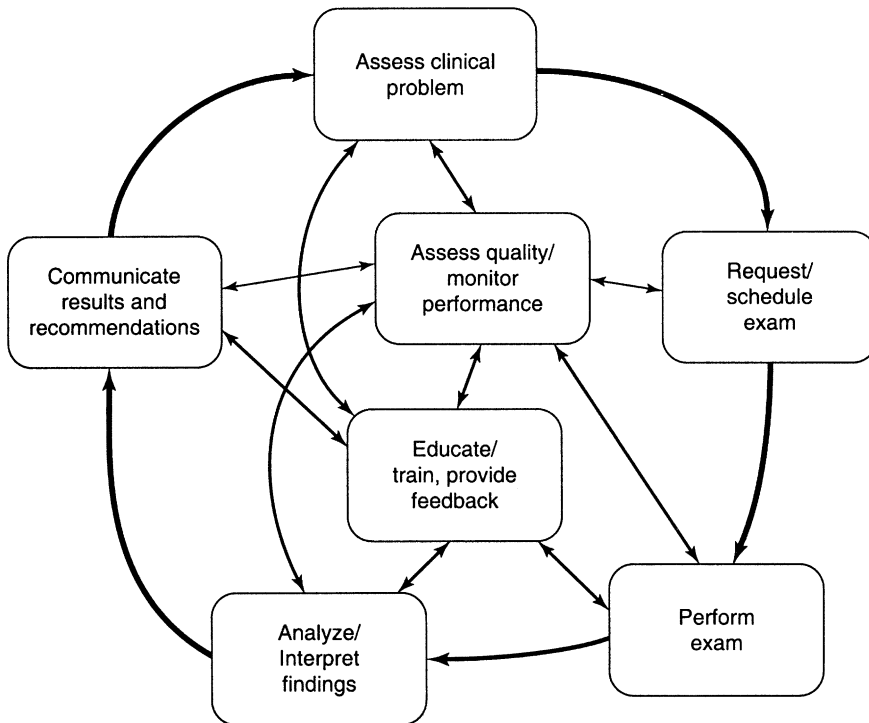 Assess clinical
problem
Assess quality/
monitor
performance
Communicate
results and
recommendations
Request/
schedule
exam
Educate/
train, provide
feedback
Perform
exam
Analyze/
Interpret
findings